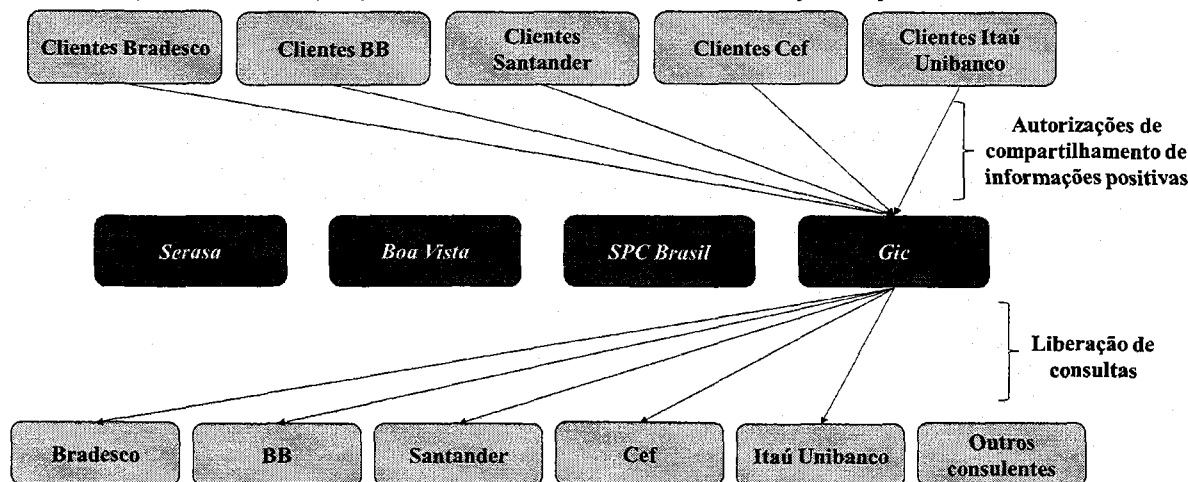 Clientes Bradesco
Clientes BB
Clientes
Santander
Clientes Cef
Clientes Itaú
Unibanco
Autorizações de
compartilhamento de
informações positivas
Serasa
Boa Vista
SPC Brasil
Gic
Liberação de
consultas
Bradesco
BB
Santander
Cef
Itaú Unibanco
Outros
consulentes